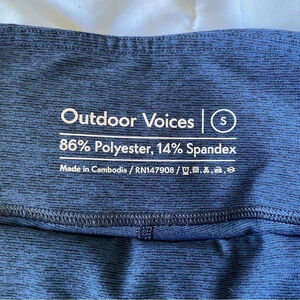 Outdoor Voices | S
86% Polyester, 14% Spandex
Made in Cambodia / RN147908 /